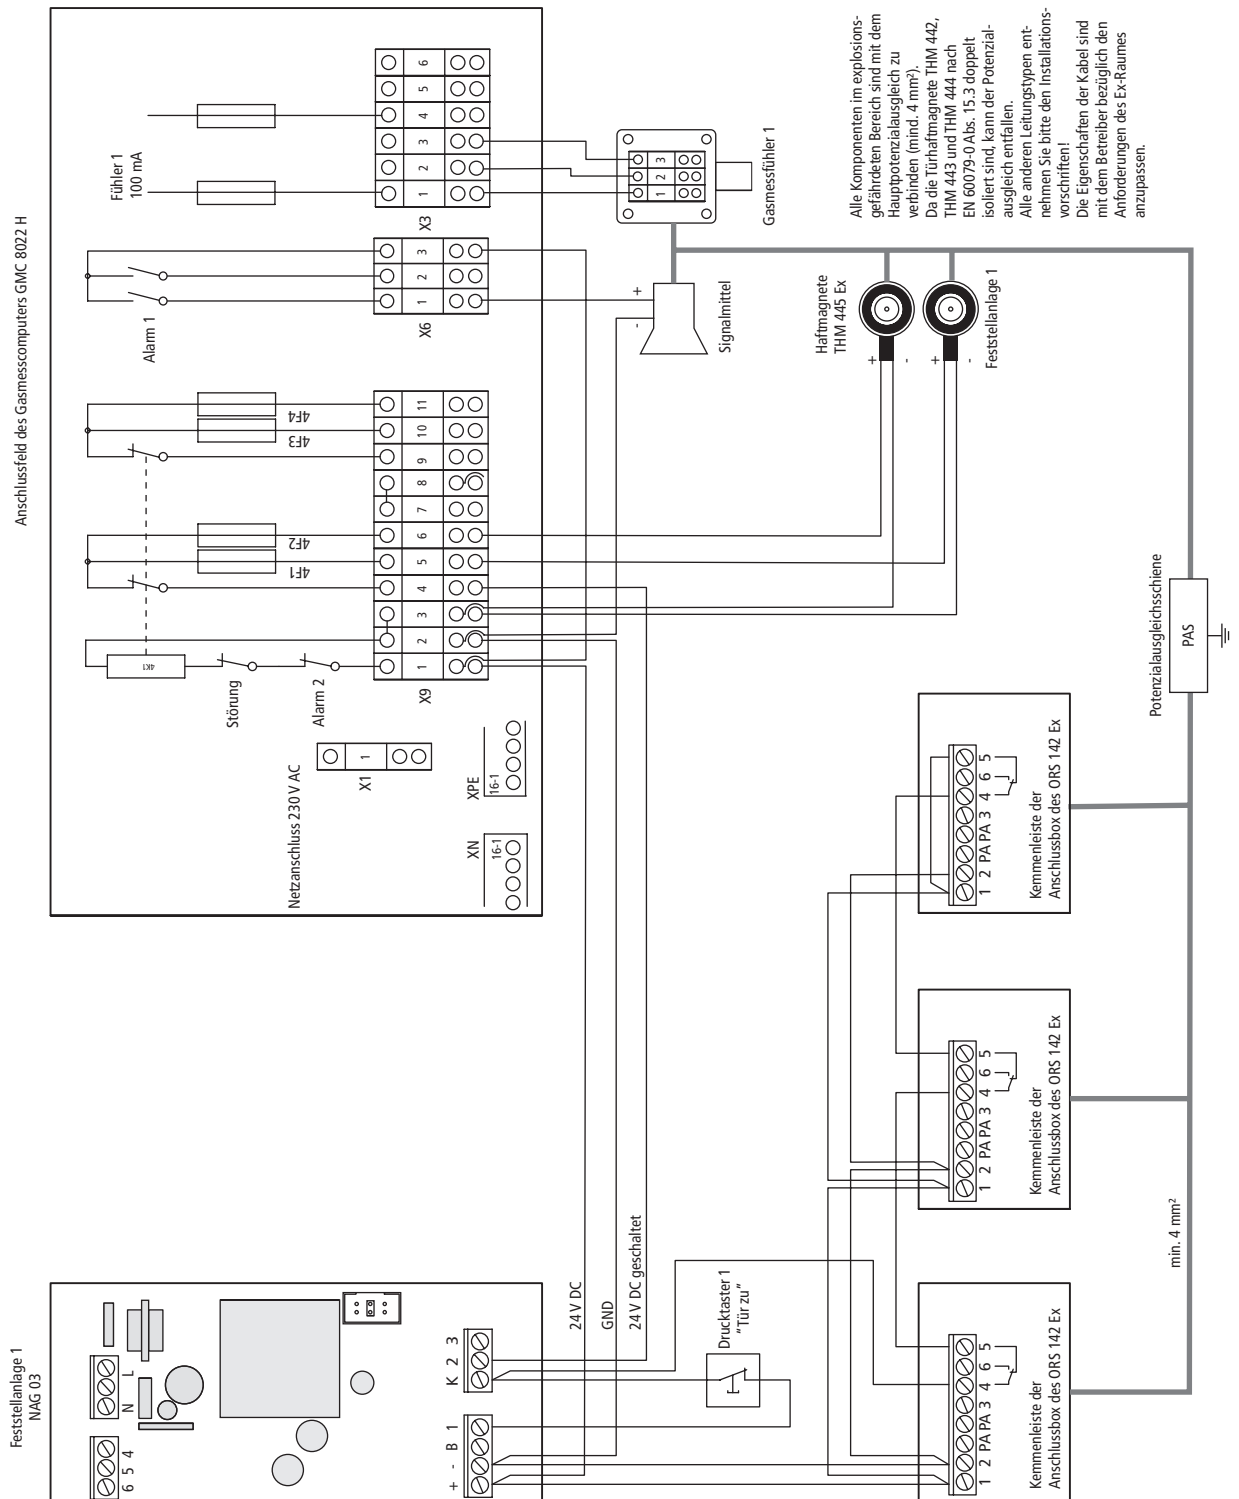 Anschlussfeld des Gasmesscomputers GMC 8022 H
Fühler 1
100 mA
1 2 3 4 5 6
X3
Alarm 1
1 2 3
X6
4F1
4F2
4F3
4F4
4K1
Störung
Alarm 2
1 2 3 4 5 6 7 8 9 10 11
X9
Netzanschluss 230 V AC
1
X1
XPE
16-1
XN
16-1
1 2 3
Gasmessfühler 1
+
-
Signalmittel
Haftmagnete
THM 445 Ex
+
-
+
-
Feststellanlage 1
Alle Komponenten im explosions-
gefährdeten Bereich sind mit dem
Hauptpotenzialausgleich zu
verbinden (mind. 4 mm²).
Da die Türhaftmagnete THM 442,
THM 443 und THM 444 nach
EN 60079-0 Abs. 15.3 doppelt
isoliert sind, kann der Potenzial-
ausgleich entfallen.
Alle anderen Leitungstypen ent-
nehmen Sie bitte den Installations-
vorschriften!
Die Eigenschaften der Kabel sind
mit dem Betreiber bezüglich den
Anforderungen des Ex-Raumes
anzupassen.
Feststellanlage 1
NAG 03
6 5 4
N L
+ - B 1
K 2 3
24 V DC
GND
24 V DC geschaltet
Drucktaster 1
"Tür zu"
1 2 PA PA 3 4 6 5
Kemmenleiste der
Anschlussbox des ORS 142 Ex
1 2 PA PA 3 4 6 5
Kemmenleiste der
Anschlussbox des ORS 142 Ex
1 2 PA PA 3 4 6 5
Kemmenleiste der
Anschlussbox des ORS 142 Ex
min. 4 mm²
Potenzialausgleichsschiene
PAS